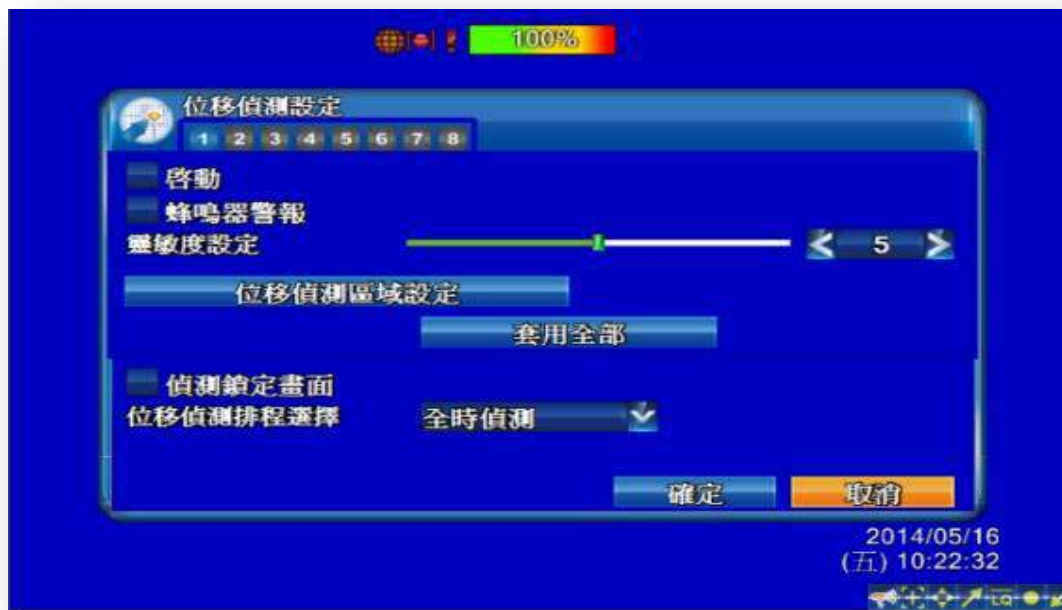 100%
位移偵測設定
1 2 3 4 5 6 7 8
啓動
蜂鳴器警報
靈敏度設定 5
位移偵測區域設定
套用全部
偵測鎖定畫面
位移偵測排程選擇 全時偵測
確定 取消
2014/05/16
(五) 10:22:32